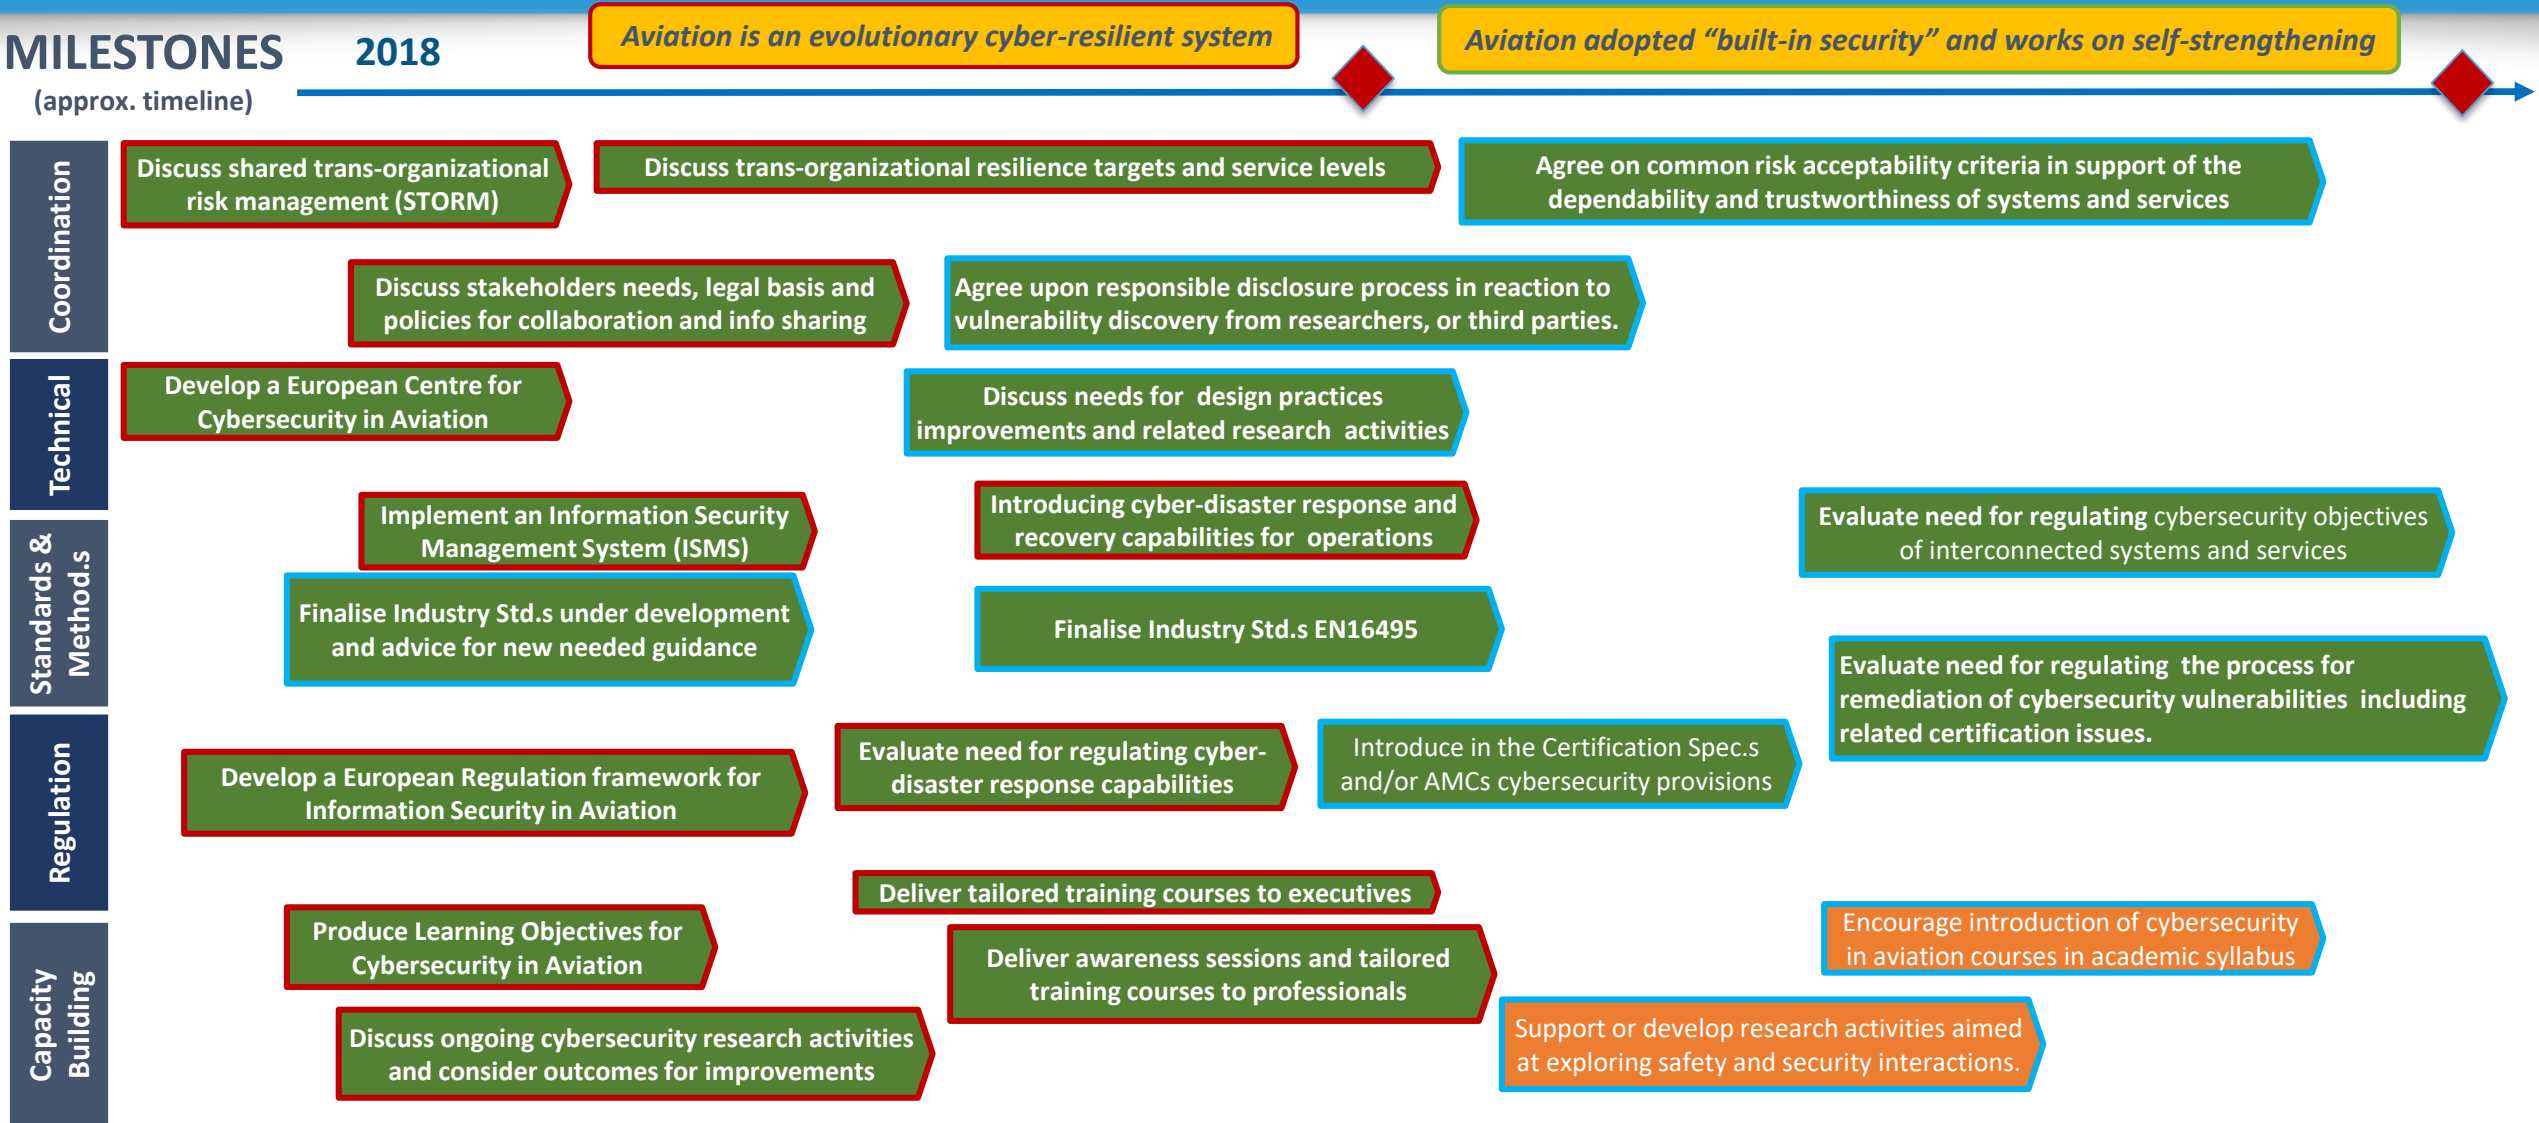 MILESTONES
(approx. timeline)
2018
Aviation is an evolutionary cyber-resilient system
Aviation adopted “built-in security” and works on self-strengthening
Coordination
Discuss shared trans-organizational
risk management (STORM)
Discuss trans-organizational resilience targets and service levels
Agree on common risk acceptability criteria in support of the
dependability and trustworthiness of systems and services
Discuss stakeholders needs, legal basis and
policies for collaboration and info sharing
Agree upon responsible disclosure process in reaction to
vulnerability discovery from researchers, or third parties.
Technical
Develop a European Centre for
Cybersecurity in Aviation
Discuss needs for design practices
improvements and related research activities
Implement an Information Security
Management System (ISMS)
Introducing cyber-disaster response and
recovery capabilities for operations
Evaluate need for regulating cybersecurity objectives
of interconnected systems and services
Standards &
Method.s
Finalise Industry Std.s under development
and advice for new needed guidance
Finalise Industry Std.s EN16495
Evaluate need for regulating the process for
remediation of cybersecurity vulnerabilities including
related certification issues.
Regulation
Develop a European Regulation framework for
Information Security in Aviation
Evaluate need for regulating cyber-
disaster response capabilities
Introduce in the Certification Spec.s
and/or AMCs cybersecurity provisions
Deliver tailored training courses to executives
Capacity
Building
Produce Learning Objectives for
Cybersecurity in Aviation
Deliver awareness sessions and tailored
training courses to professionals
Encourage introduction of cybersecurity
in aviation courses in academic syllabus
Discuss ongoing cybersecurity research activities
and consider outcomes for improvements
Support or develop research activities aimed
at exploring safety and security interactions.